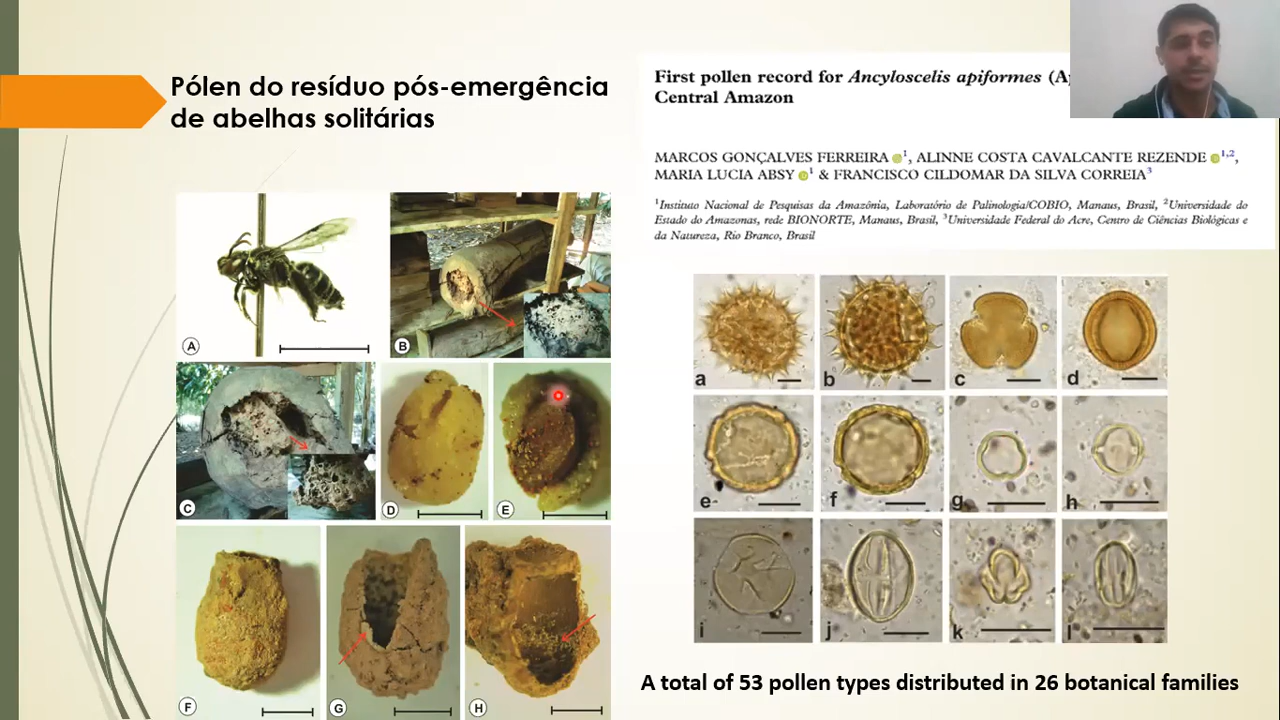 Pólen do resíduo pós-emergência
de abelhas solitárias
First pollen record for Ancyloscelis apiformes (Ap
Central Amazon
MARCOS GONÇALVES FERREIRA 1, ALINNE COSTA CAVALCANTE REZENDE 1,2,
MARIA LUCIA ABSY 1 & FRANCISCO CILDOMAR DA SILVA CORREIA3
1Instituto Nacional de Pesquisas da Amazônia, Laboratório de Palinologia/COBIO, Manaus, Brasil, 2Universidade do
Estado do Amazonas, rede BIONORTE, Manaus, Brasil, 3Universidade Federal do Acre, Centro de Ciências Biológicas e
da Natureza, Rio Branco, Brasil
A
B
C
D
E
F
G
H
a
b
c
d
e
f
g
h
i
j
k
l
A total of 53 pollen types distributed in 26 botanical families